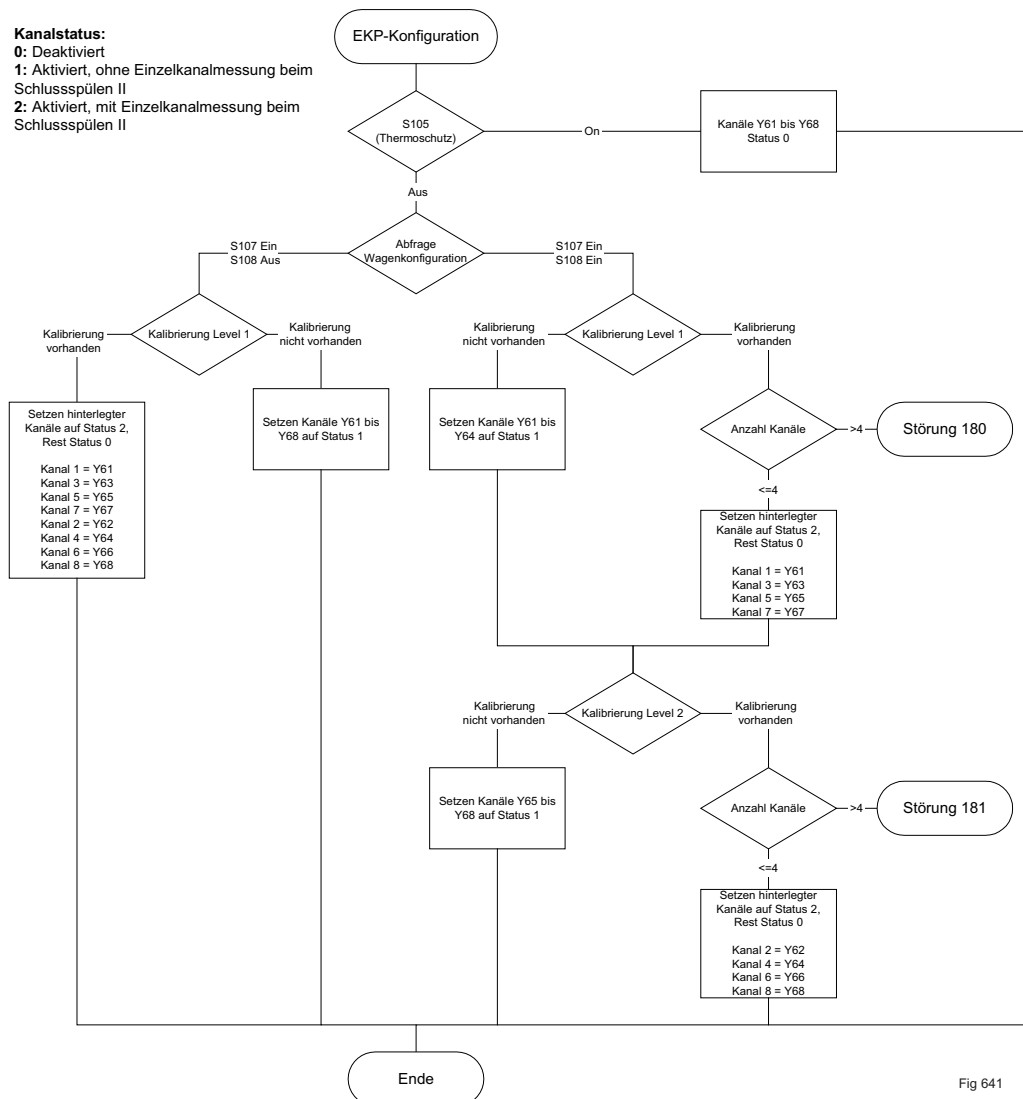 Kanalstatus:
0: Deaktiviert
1: Aktiviert, ohne Einzelkanalmessung beim
Schlussspülen II
2: Aktiviert, mit Einzelkanalmessung beim
Schlussspülen II
EKP-Konfiguration
S105
(Thermoschutz)
On
Kanäle Y61 bis Y68
Status 0
Aus
Abfrage
Wagenkonfiguration
S107 Ein
S108 Aus
S107 Ein
S108 Ein
Kalibrierung
vorhanden
Kalibrierung Level 1
Kalibrierung
nicht vorhanden
Kalibrierung
nicht vorhanden
Kalibrierung Level 1
Kalibrierung
vorhanden
Setzen hinterlegter
Kanäle auf Status 2,
Rest Status 0
Kanal 1 = Y61
Kanal 3 = Y63
Kanal 5 = Y65
Kanal 7 = Y67
Kanal 2 = Y62
Kanal 4 = Y64
Kanal 6 = Y66
Kanal 8 = Y68
Setzen Kanäle Y61 bis
Y68 auf Status 1
Setzen Kanäle Y61 bis
Y64 auf Status 1
Anzahl Kanäle
>4
Störung 180
<=4
Setzen hinterlegter
Kanäle auf Status 2,
Rest Status 0
Kanal 1 = Y61
Kanal 3 = Y63
Kanal 5 = Y65
Kanal 7 = Y67
Kalibrierung
nicht vorhanden
Kalibrierung Level 2
Kalibrierung
vorhanden
Setzen Kanäle Y65 bis
Y68 auf Status 1
Anzahl Kanäle
>4
Störung 181
<=4
Setzen hinterlegter
Kanäle auf Status 2,
Rest Status 0
Kanal 2 = Y62
Kanal 4 = Y64
Kanal 6 = Y66
Kanal 8 = Y68
Ende
Fig 641